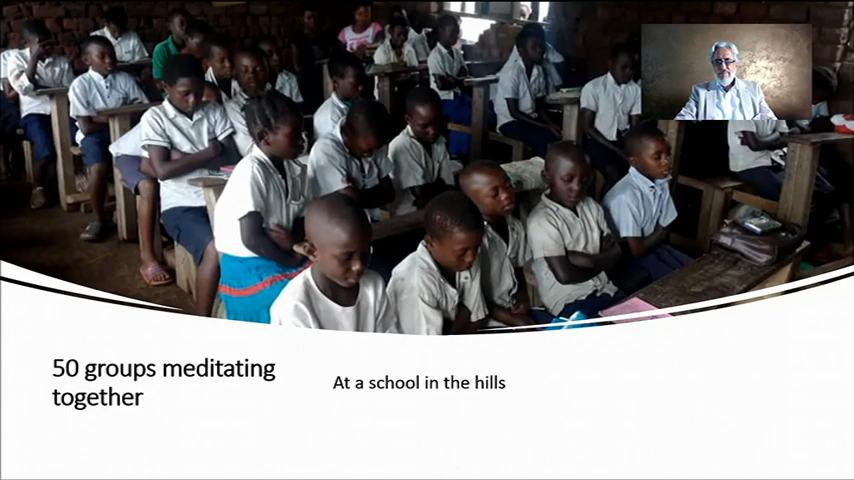 50 groups meditating
together
At a school in the hills